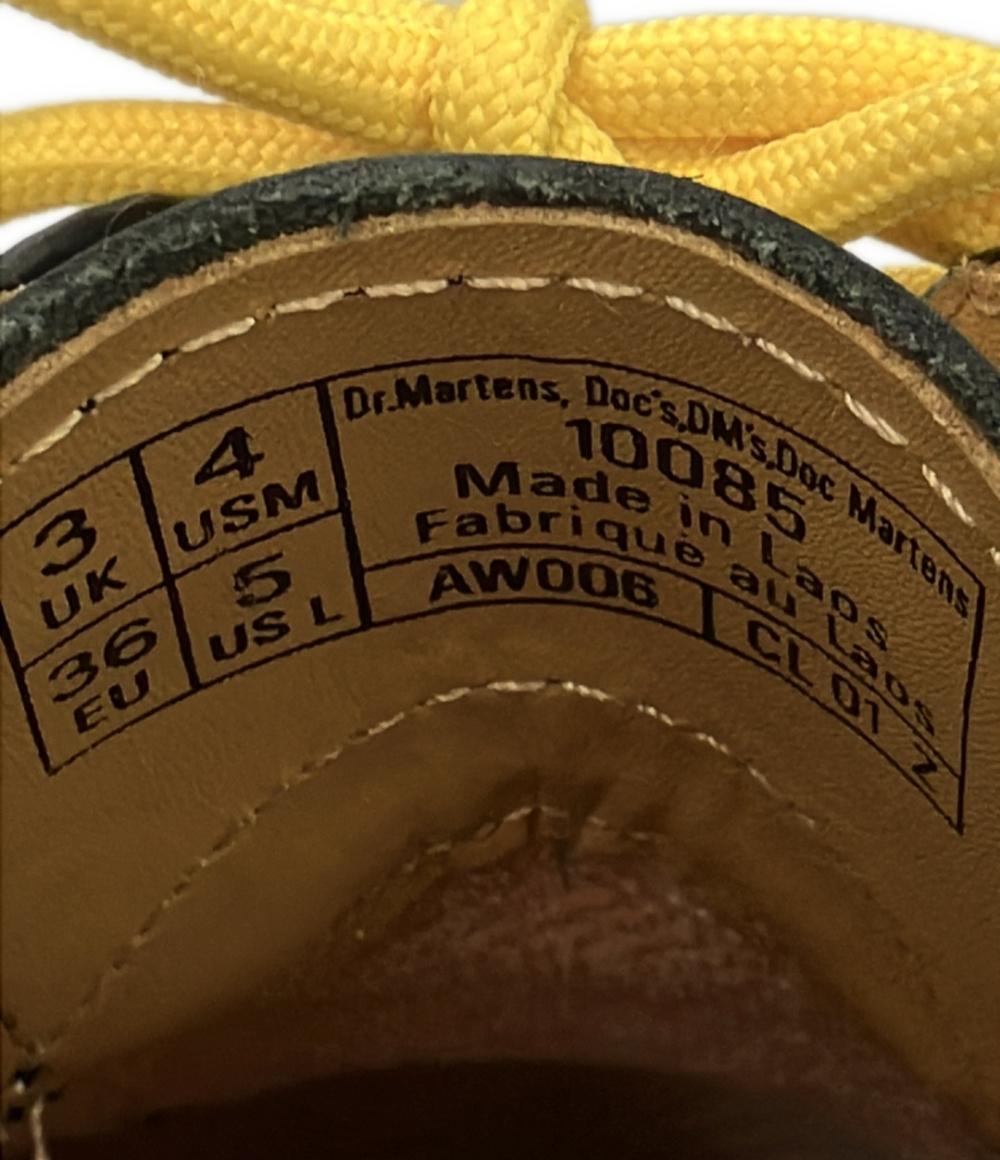 3
UK
4
USM
36
EU
5
US L
Dr.Martens, Doc's,DM's,Doc Martens
10085
Made in Laos
Fabriqué au Laos
AW006
CL 01 Z